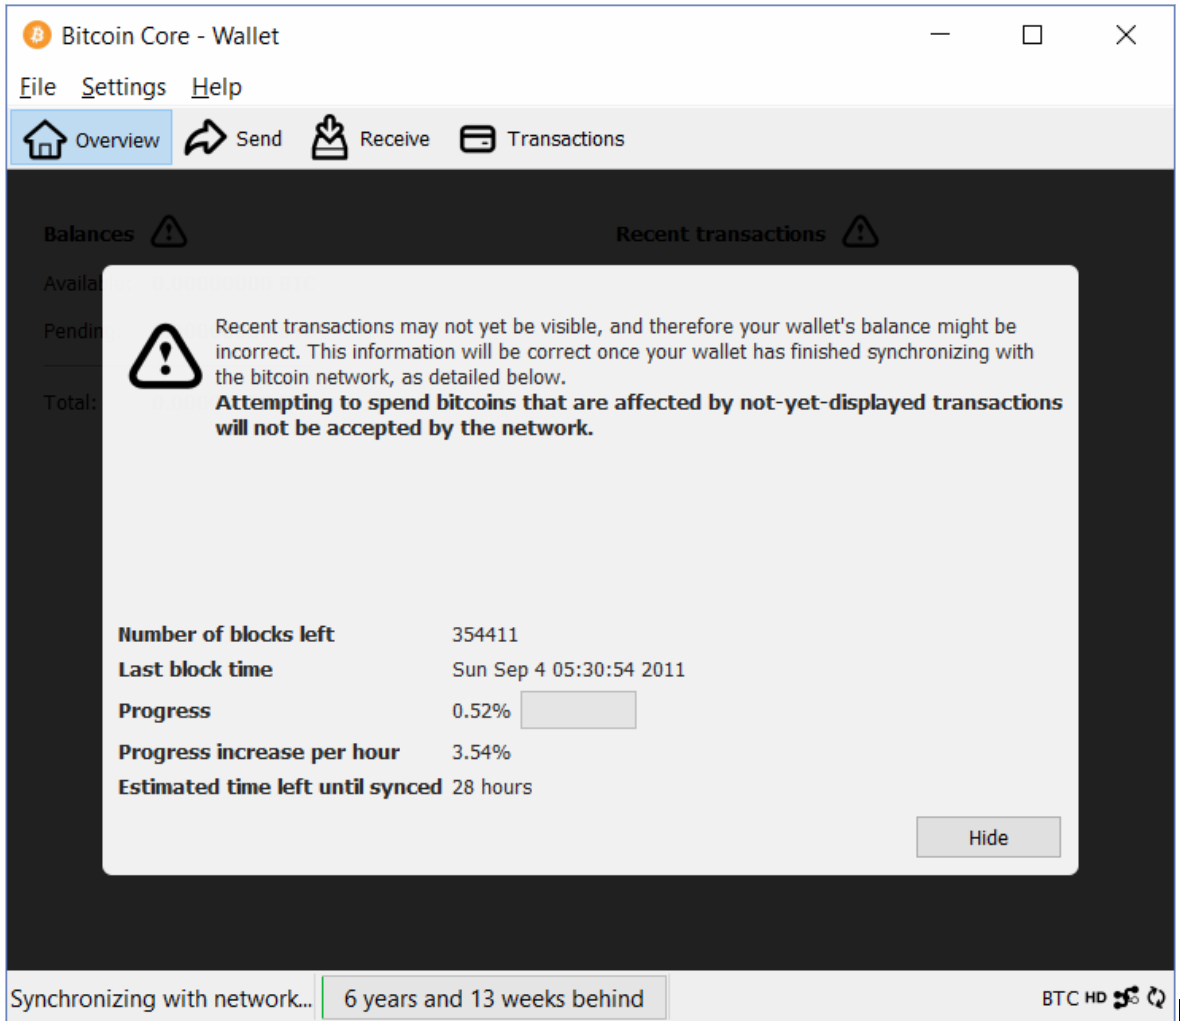 Bitcoin Core - Wallet
File Settings Help
Overview Send Receive Transactions
Balances Recent transactions
Recent transactions may not yet be visible, and therefore your wallet's balance might be
incorrect. This information will be correct once your wallet has finished synchronizing with
the bitcoin network, as detailed below.
Attempting to spend bitcoins that are affected by not-yet-displayed transactions
will not be accepted by the network.
Total:
Number of blocks left 354411
Last block time Sun Sep 4 05:30:54 2011
Progress 0.52%
Progress increase per hour 3.54%
Estimated time left until synced 28 hours
Hide
Synchronizing with network... 6 years and 13 weeks behind BTC HD